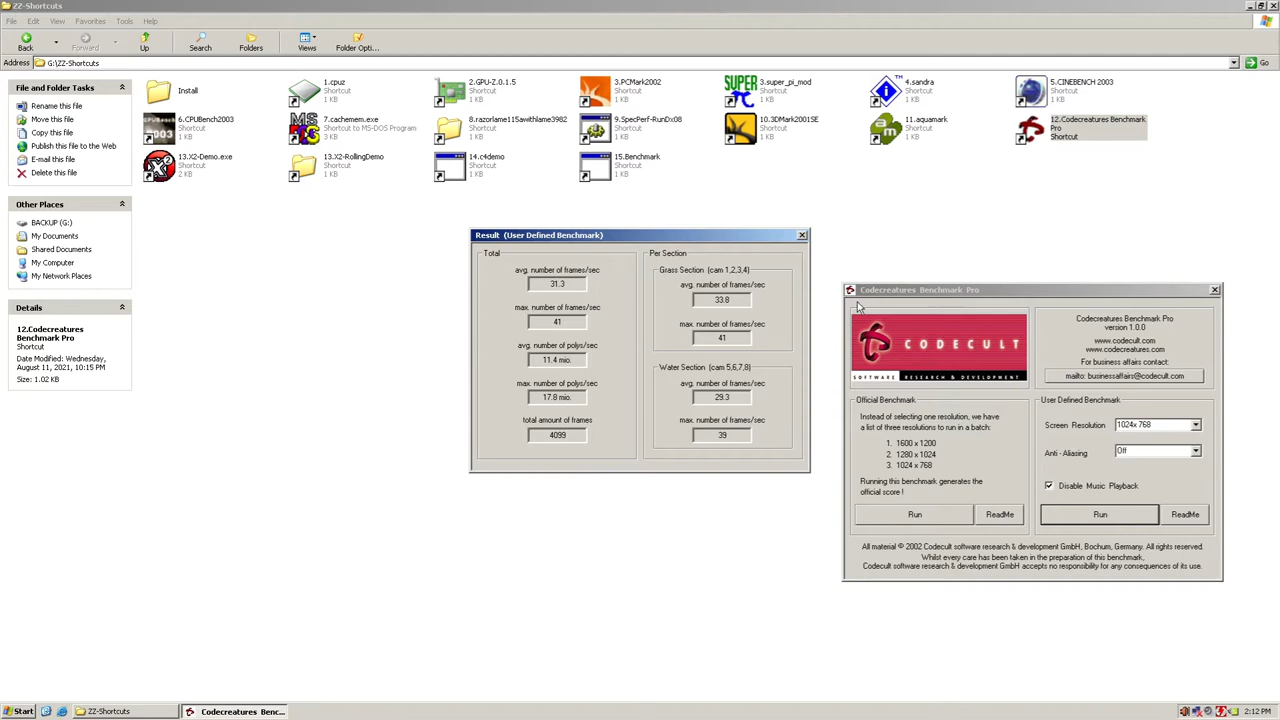 ZZ-Shortcuts
File Edit View Favorites Tools Help
Back Forward Up Search Folders Views Folder Opti...
Address G:\ZZ-Shortcuts Go
File and Folder Tasks
Rename this file
Move this file
Copy this file
Publish this file to the Web
E-mail this file
Delete this file
Other Places
BACKUP (G:)
My Documents
Shared Documents
My Computer
My Network Places
Details
12.Codecreatures
Benchmark Pro
Shortcut
Date Modified: Wednesday,
August 11, 2021, 10:15 PM
Size: 1.02 KB
Install
1.cpuz
Shortcut
1 KB
2.GPU-Z.0.1.5
Shortcut
1 KB
3.PCMark2002
Shortcut
1 KB
SUPER
3.super_pi_mod
Shortcut
1 KB
4.sandra
Shortcut
1 KB
5.CINEBENCH 2003
Shortcut
1 KB
CPUBench
2003
6.CPUBench2003
Shortcut
1 KB
MS
7.cachemem.exe
Shortcut to MS-DOS Program
1 KB
8.razorlame115awithlame3982
Shortcut
1 KB
9.SpecPerf-RunDx08
Shortcut
1 KB
10.3DMark2001SE
Shortcut
1 KB
am
11.aquamark
Shortcut
1 KB
12.Codecreatures Benchmark
Pro
Shortcut
X2
13.X2-Demo.exe
Shortcut
2 KB
13.X2-RollingDemo
Shortcut
1 KB
14.c4demo
Shortcut
1 KB
15.Benchmark
Shortcut
1 KB
Result (User Defined Benchmark)
Total
avg. number of frames/sec
31.3
max. number of frames/sec
41
avg. number of polys/sec
11.4 mio.
max. number of polys/sec
17.8 mio.
total amount of frames
4099
Per Section
Grass Section (cam 1,2,3,4)
avg. number of frames/sec
33.8
max. number of frames/sec
41
Water Section (cam 5,6,7,8)
avg. number of frames/sec
29.3
max. number of frames/sec
39
Codecreatures Benchmark Pro
CODECULT
SOFTWARE RESEARCH & DEVELOPMENT
Codecreatures Benchmark Pro
version 1.0.0
www.codecult.com
www.codecreatures.com
For business affairs contact:
mailto: businessaffairs@codecult.com
Official Benchmark
Instead of selecting one resolution, we have
a list of three resolutions to run in a batch:
1. 1600 x 1200
2. 1280 x 1024
3. 1024 x 768
Running this benchmark generates the
official score !
Run ReadMe
User Defined Benchmark
Screen Resolution 1024x 768
Anti - Aliasing Off
Disable Music Playback
Run ReadMe
All material © 2002 Codecult software research & development GmbH, Bochum, Germany. All rights reserved.
Whilst every care has been taken in the preparation of this benchmark,
Codecult software research & development GmbH accepts no responsibility for any consequences of its use.
Start ZZ-Shortcuts Codecreatures Benc... 2:12 PM